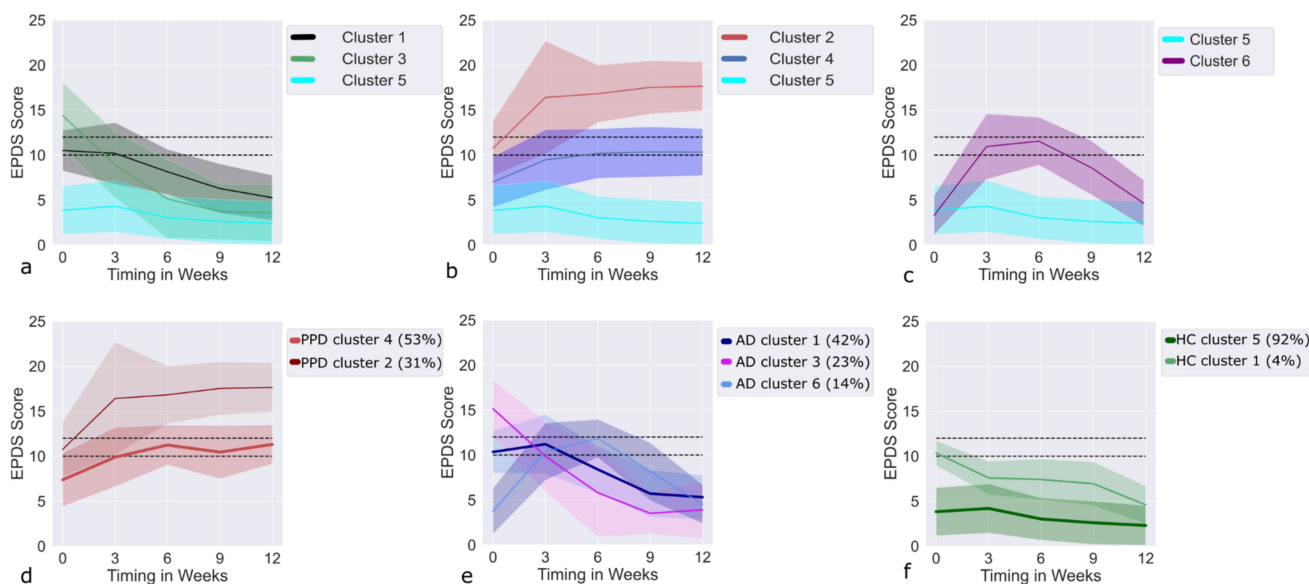 25
20
15
10
5
0
EPDS Score
0 3 6 9 12
Timing in Weeks
a
Cluster 1
Cluster 3
Cluster 5
25
20
15
10
5
0
EPDS Score
0 3 6 9 12
Timing in Weeks
b
Cluster 2
Cluster 4
Cluster 5
25
20
15
10
5
0
EPDS Score
0 3 6 9 12
Timing in Weeks
c
Cluster 5
Cluster 6
25
20
15
10
5
0
EPDS Score
0 3 6 9 12
Timing in Weeks
d
PPD cluster 4 (53%)
PPD cluster 2 (31%)
25
20
15
10
5
0
EPDS Score
0 3 6 9 12
Timing in Weeks
e
AD cluster 1 (42%)
AD cluster 3 (23%)
AD cluster 6 (14%)
25
20
15
10
5
0
EPDS Score
0 3 6 9 12
Timing in Weeks
f
HC cluster 5 (92%)
HC cluster 1 (4%)